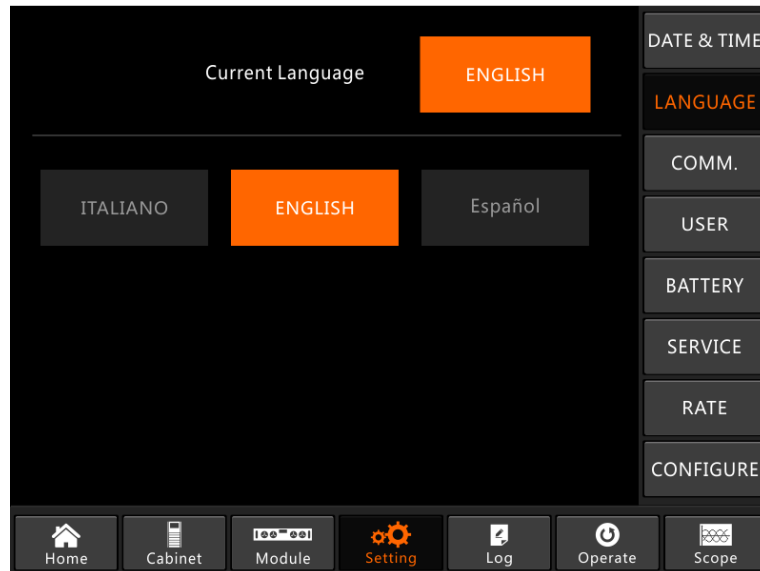 Current Language
ENGLISH
ITALIANO
ENGLISH
Español
DATE & TIME
LANGUAGE
COMM.
USER
BATTERY
SERVICE
RATE
CONFIGURE
Home
Cabinet
Module
Setting
Log
Operate
Scope